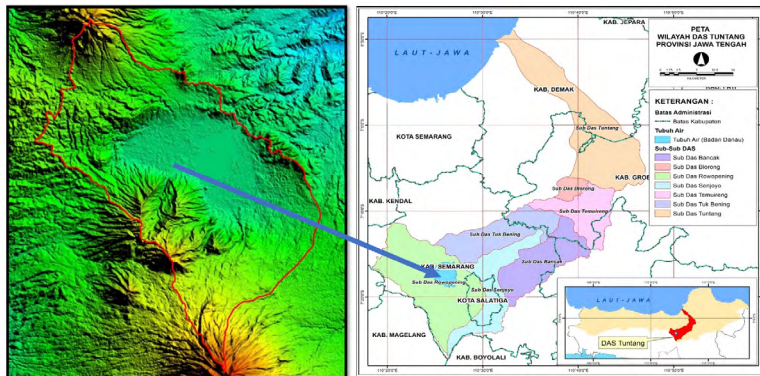 PETA
WILAYAH DAS TUNTANG
PROVINSI JAWA TENGAH
KILOMETER
KETERANGAN :
Batas Administrasi
Batas Kabupaten
Tubuh Air
Tubuh Air (Badan Danau)
Sub-Sub DAS
Sub Das Bancak
Sub Das Blorong
Sub Das Rowopening
Sub Das Senjoyo
Sub Das Temuireng
Sub Das Tuk Bening
Sub Das Tuntang
KAB. JEPARA
LAUT-JAWA
KAB. DEMAK
KOTA SEMARANG
Sub Das Tuntang
KAB. GROB
Sub Das Blorong
KAB. KENDAL
Sub Das Temuireng
Sub Das Tuk Bening
KAB. SEMARANG
Sub Das Bancak
Sub Das Rowopening
Sub Das Senjoyo
KOTA SALATIGA
KAB. MAGELANG
KAB. BOYOLALI
LAUT-JAWA
DAS Tuntang